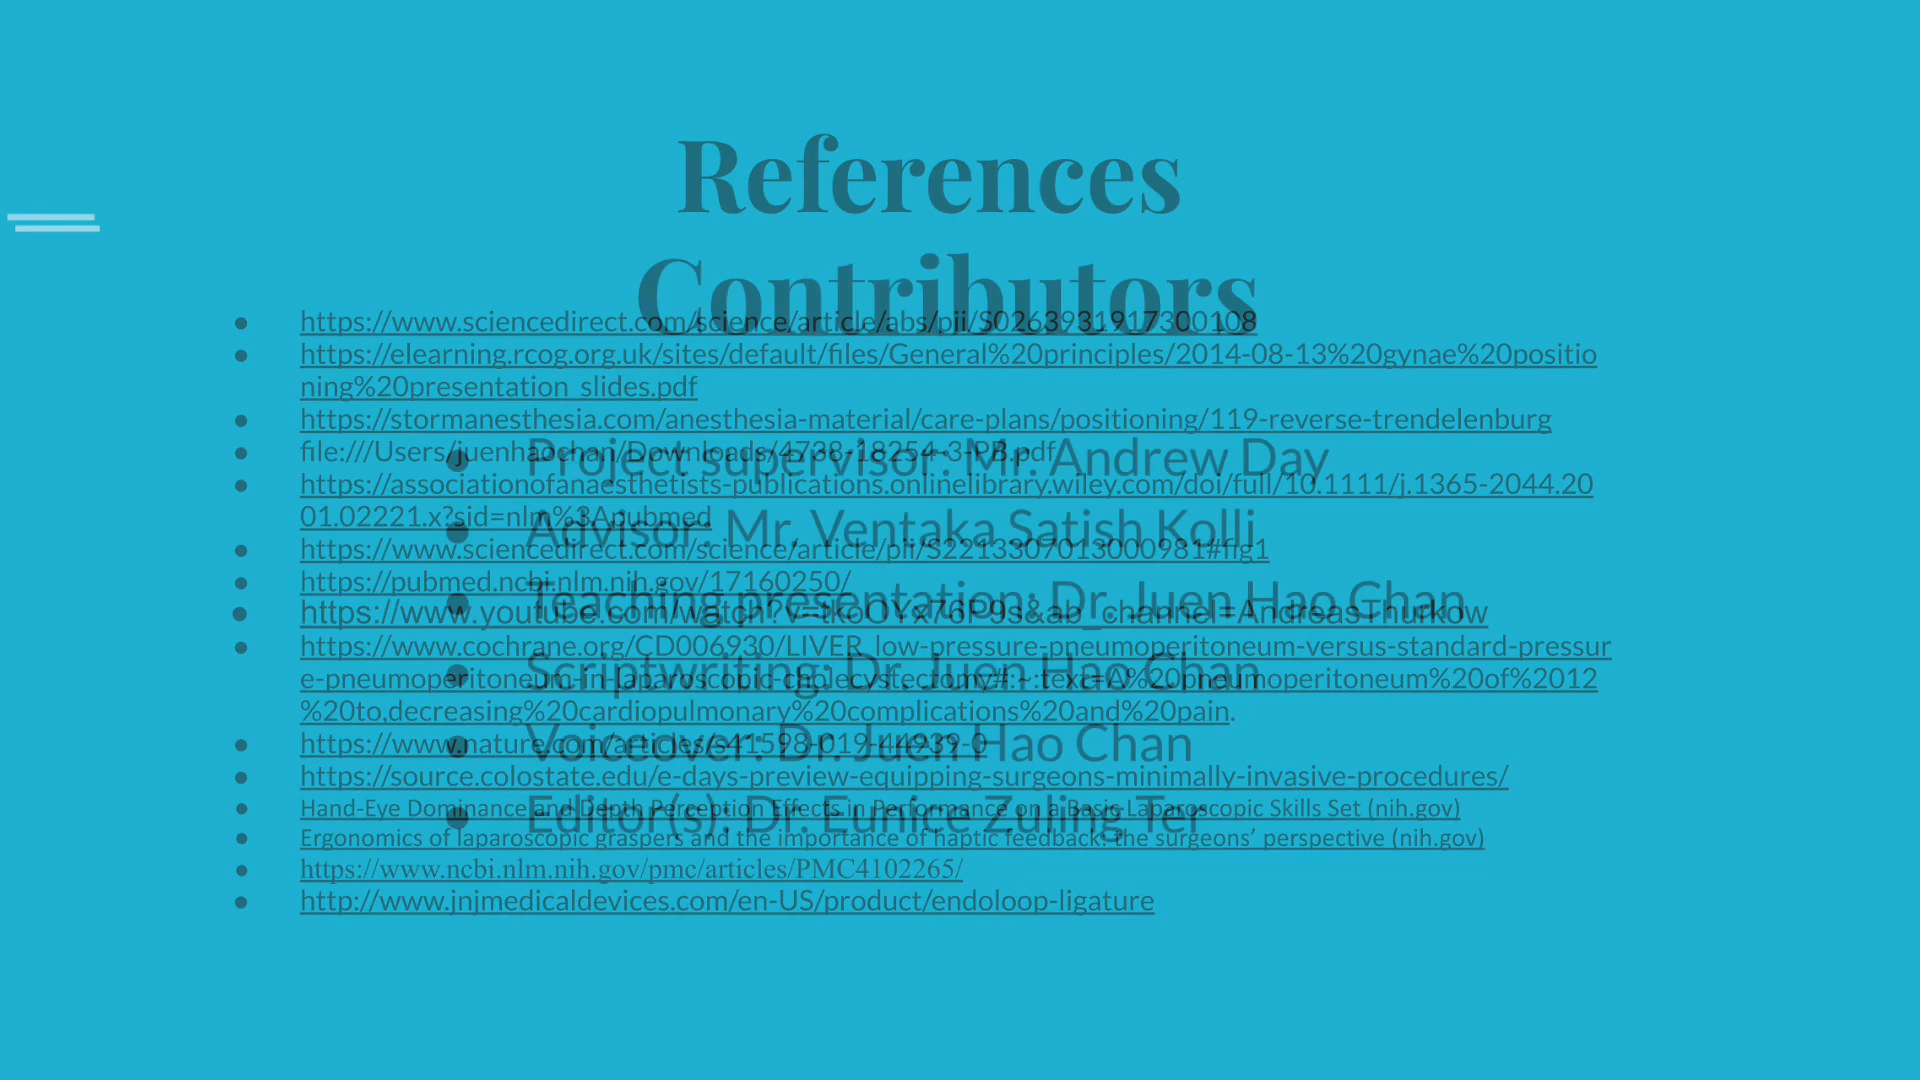 References
Contributors
https://www.sciencedirect.com/science/article/abs/pii/S0263931917300108
https://elearning.rcog.org.uk/sites/default/files/General%20principles/2014-08-13%20gynae%20positio
ning%20presentation_slides.pdf
https://stormanesthesia.com/anesthesia-material/care-plans/positioning/119-reverse-trendelenburg
file:///Users/juenhaochan/Downloads/4738-18254-3-PB.pdf
https://associationofanaesthetists-publications.onlinelibrary.wiley.com/doi/full/10.1111/j.1365-2044.20
01.02221.x?sid=nlm%3Apubmed
https://www.sciencedirect.com/science/article/pii/S2213307013000981#fig1
https://pubmed.ncbi.nlm.nih.gov/17160250/
https://www.youtube.com/watch?v=tkoOYx76P9s&ab_channel=AndreasThurkow
https://www.cochrane.org/CD006930/LIVER_low-pressure-pneumoperitoneum-versus-standard-pressur
e-pneumoperitoneum-in-laparoscopic-cholecystectomy#:~:text=A%20pneumoperitoneum%20of%2012
%20to,decreasing%20cardiopulmonary%20complications%20and%20pain.
https://www.nature.com/articles/s41598-019-44939-0
https://source.colostate.edu/e-days-preview-equipping-surgeons-minimally-invasive-procedures/
Hand-Eye Dominance and Depth Perception Effects in Performance on a Basic Laparoscopic Skills Set (nih.gov)
Ergonomics of laparoscopic graspers and the importance of haptic feedback: the surgeons’ perspective (nih.gov)
https://www.ncbi.nlm.nih.gov/pmc/articles/PMC4102265/
http://www.jnjmedicaldevices.com/en-US/product/endoloop-ligature
Project supervisor: Mr. Andrew Day
Advisor: Mr. Ventaka Satish Kolli
Teaching presentation: Dr. Juen Hao Chan
Scriptwriting: Dr. Juen Hao Chan
Voiceover: Dr. Juen Hao Chan
Editor(s): Dr. Eunice Zuling Ter